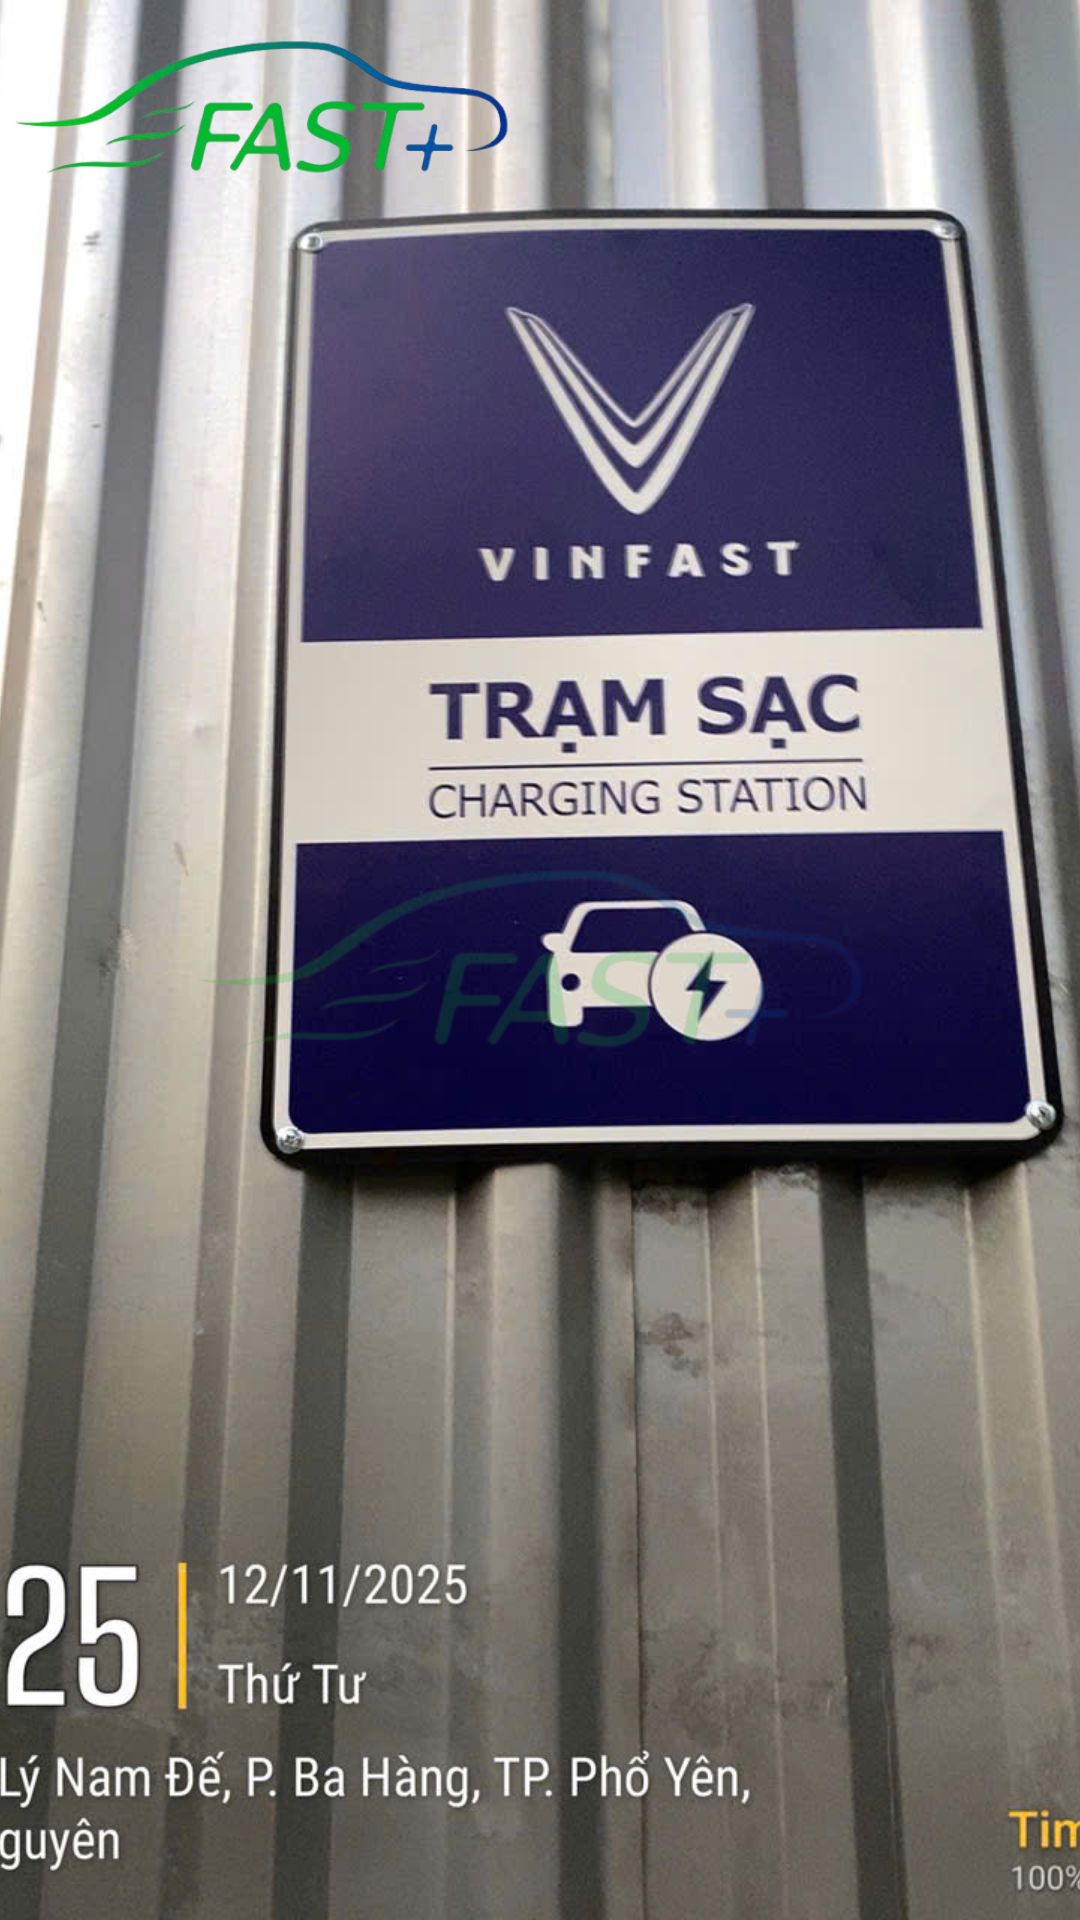 FAST+
VINFAST
TRẠM SẠC
CHARGING STATION
FAST+
25
12/11/2025
Thứ Tư
Lý Nam Đế, P. Ba Hàng, TP. Phổ Yên,
guyên
Tim
100%